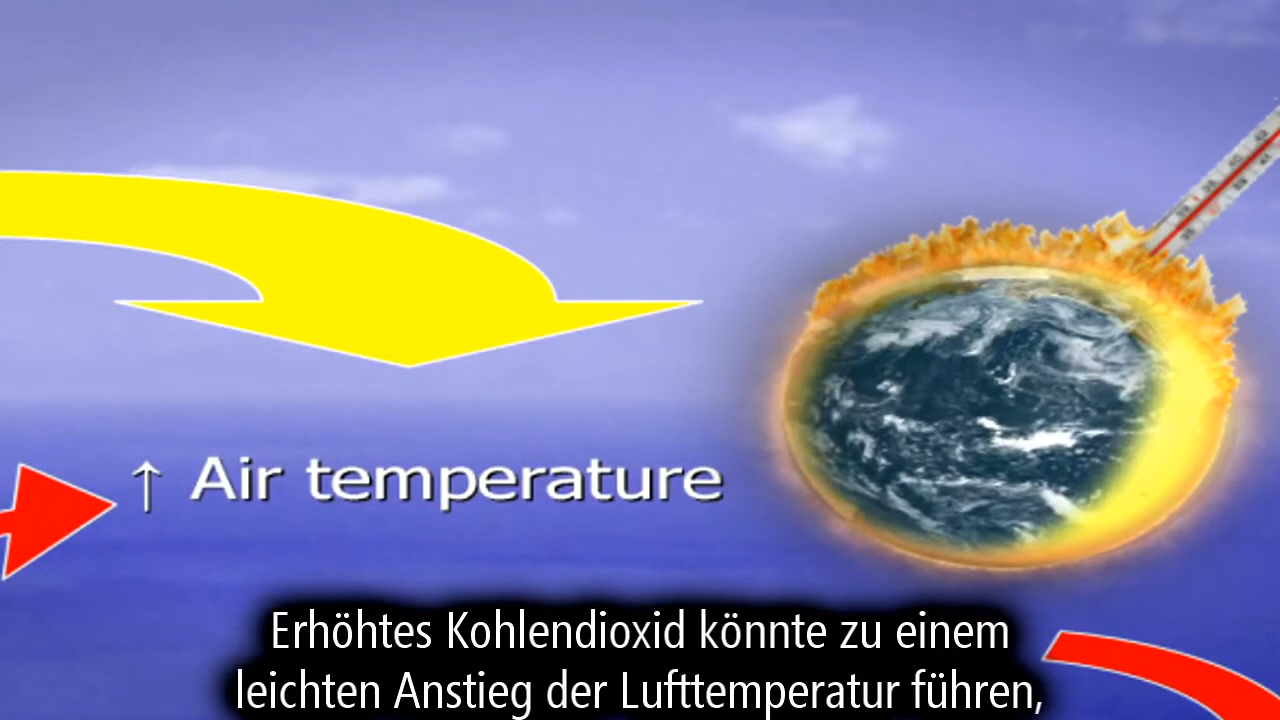 ↑ Air temperature
Erhöhtes Kohlendioxid könnte zu einem
leichten Anstieg der Lufttemperatur führen,